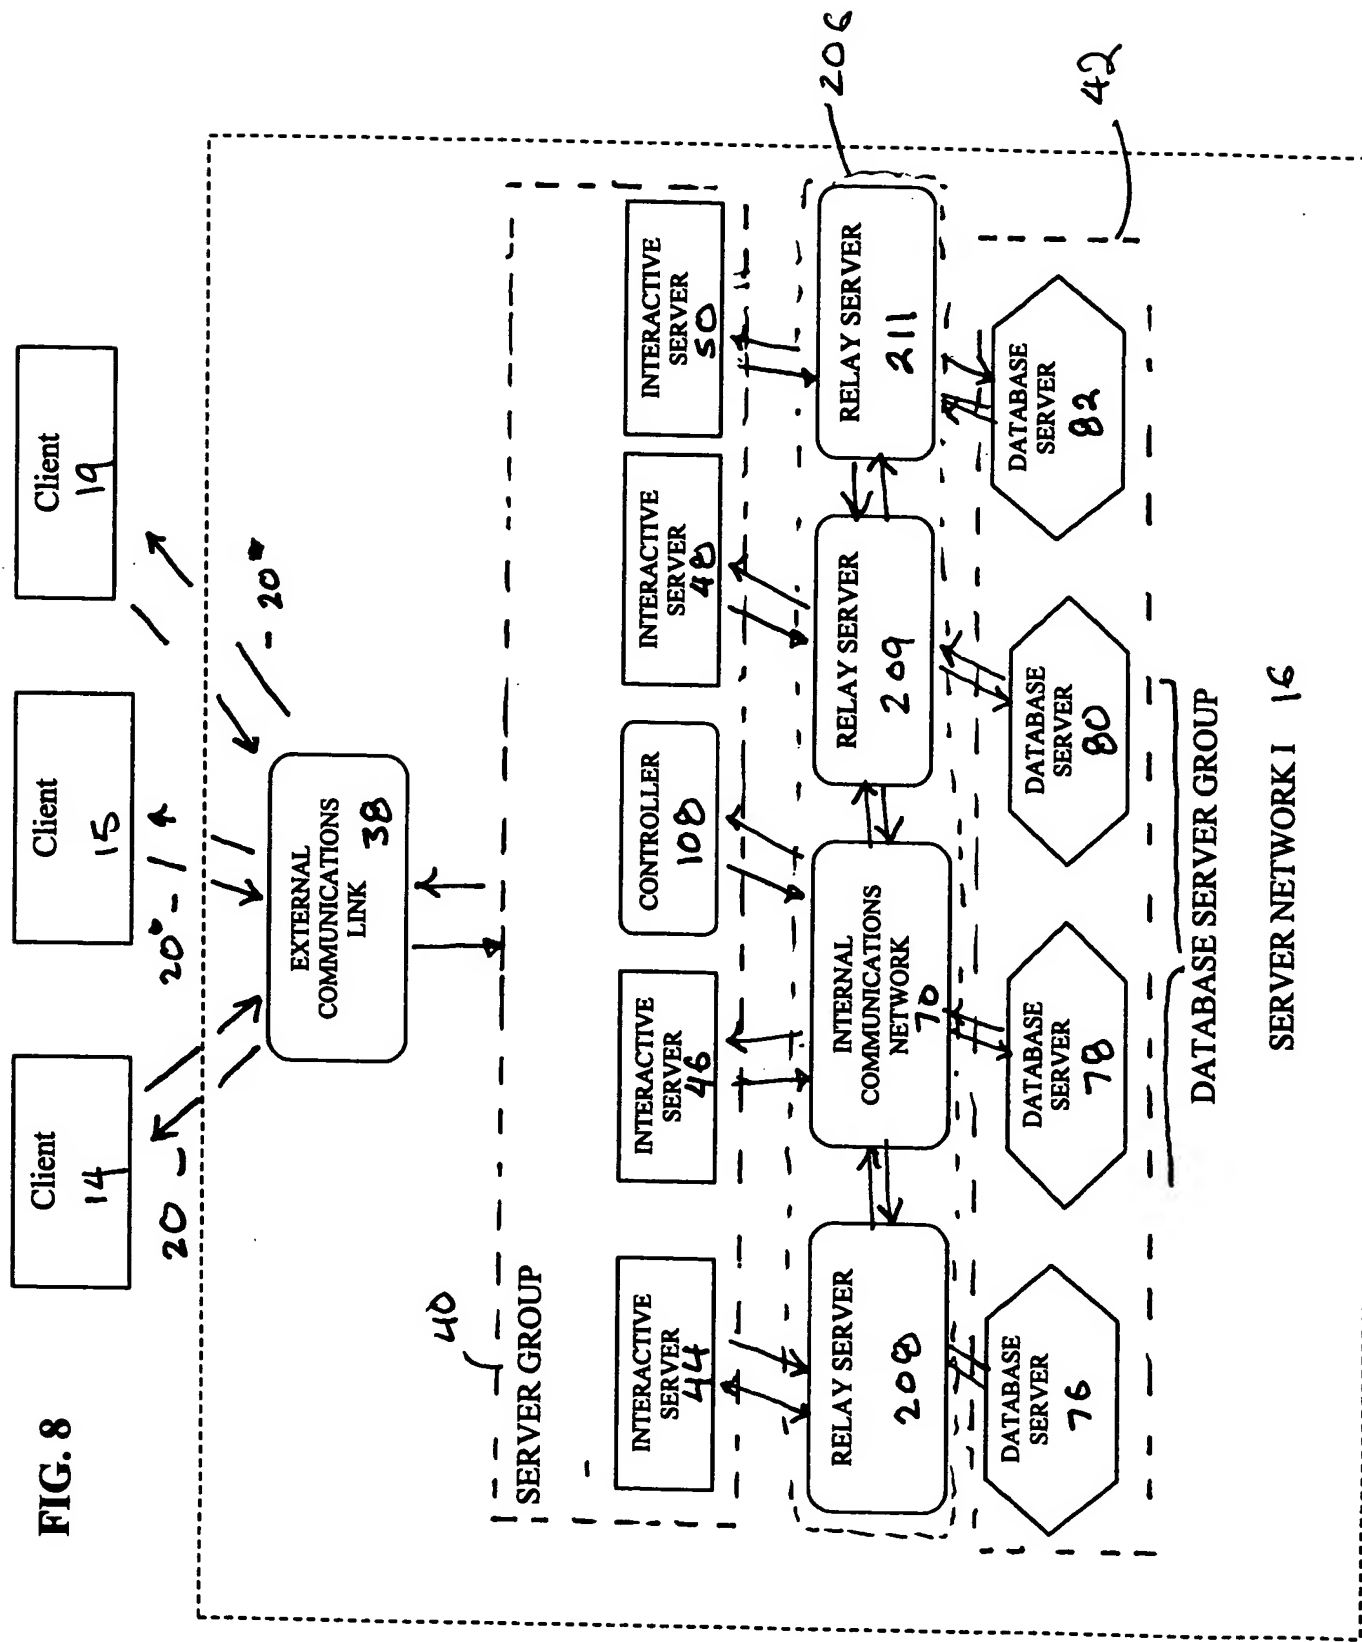 FIG. 8
Client
14
Client
15
Client
19
20
20"
EXTERNAL
COMMUNICATIONS
LINK
38
40
SERVER GROUP
INTERACTIVE
SERVER
44
INTERACTIVE
SERVER
46
CONTROLLER
108
INTERACTIVE
SERVER
48
INTERACTIVE
SERVER
50
206
RELAY SERVER
208
INTERNAL
COMMUNICATIONS
NETWORK
70
RELAY SERVER
209
RELAY SERVER
211
42
DATABASE
SERVER
76
DATABASE
SERVER
78
DATABASE
SERVER
80
DATABASE
SERVER
82
DATABASE SERVER GROUP
SERVER NETWORK I 16